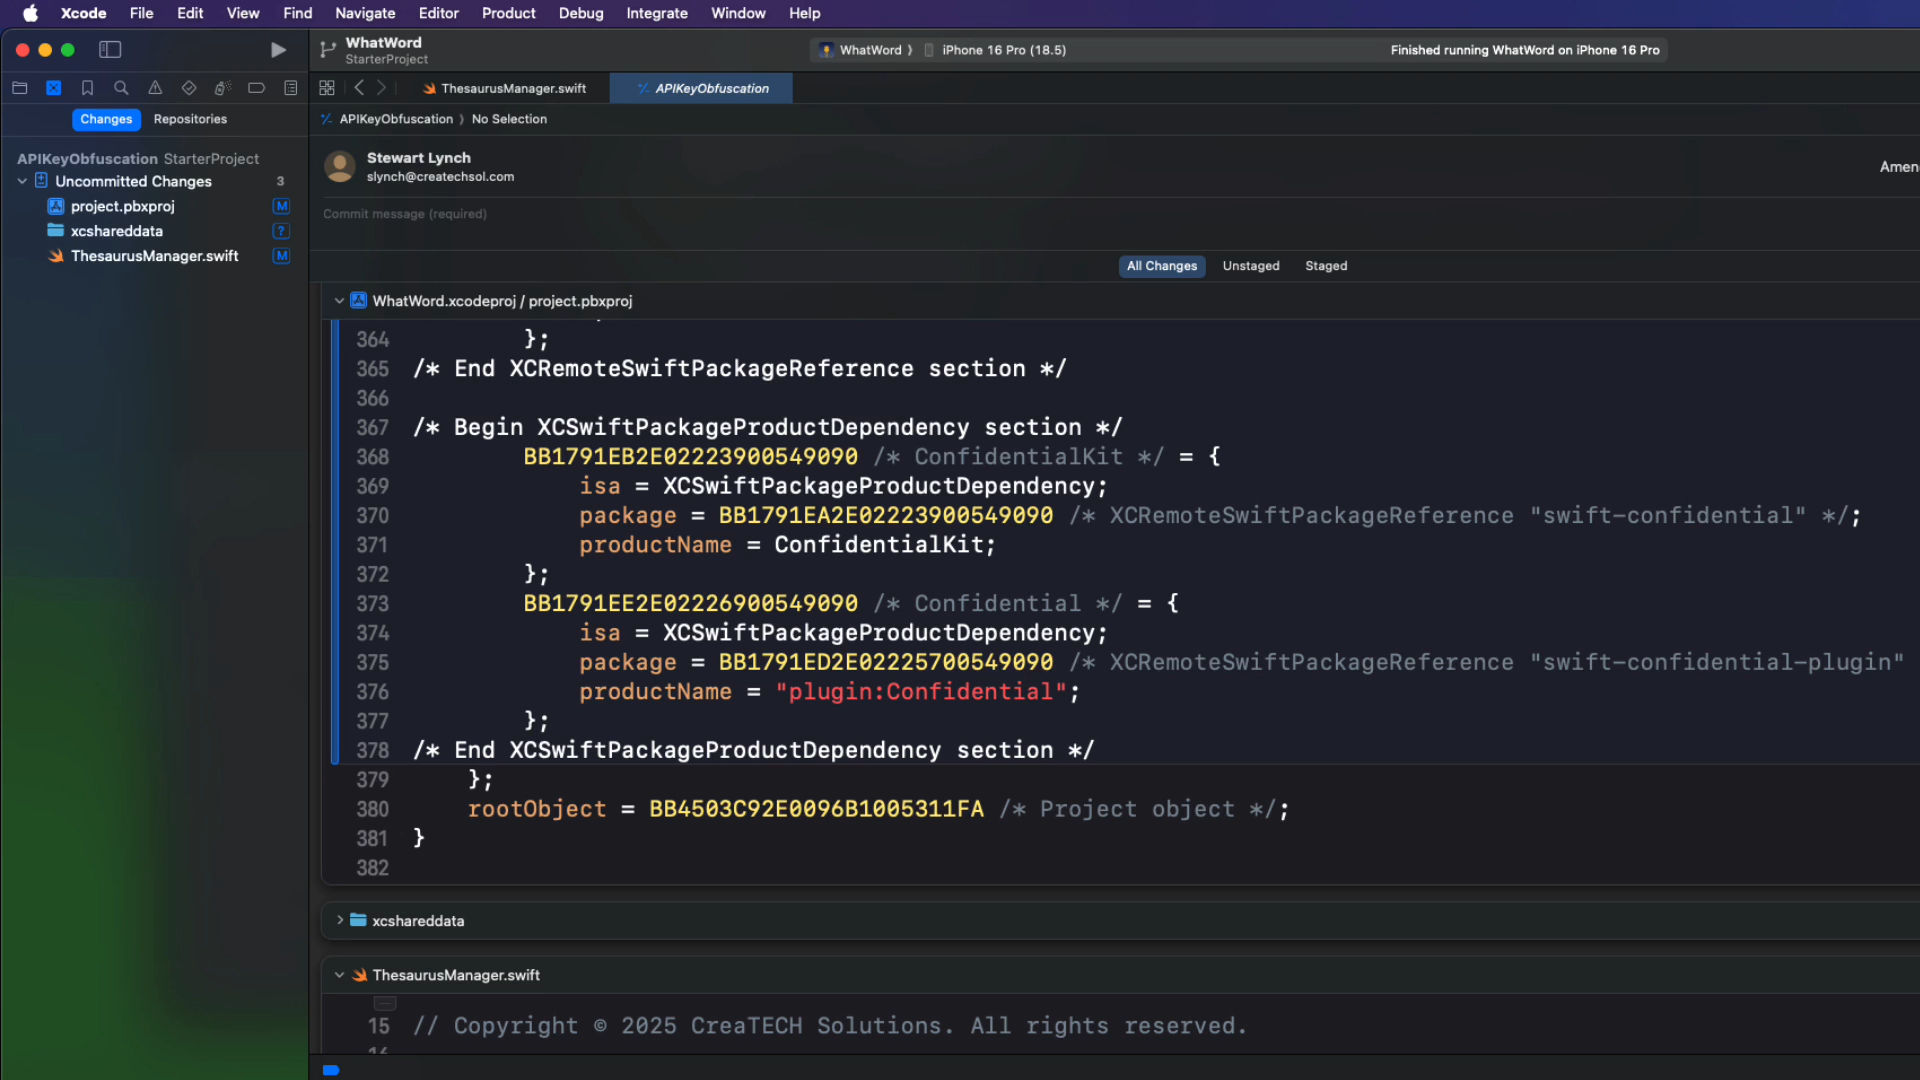 Xcode File Edit View Find Navigate Editor Product Debug Integrate Window Help
WhatWord
StarterProject
WhatWord ⟩ iPhone 16 Pro (18.5)
Finished running WhatWord on iPhone 16 Pro
ThesaurusManager.swift
APIKeyObfuscation
Changes Repositories
APIKeyObfuscation ⟩ No Selection
APIKeyObfuscation StarterProject
Uncommitted Changes 3
project.pbxproj M
xcshareddata ?
ThesaurusManager.swift M
Stewart Lynch
slynch@createchsol.com
Amen
Commit message (required)
All Changes Unstaged Staged
WhatWord.xcodeproj / project.pbxproj
364 };
365 /* End XCRemoteSwiftPackageReference section */
366
367 /* Begin XCSwiftPackageProductDependency section */
368 BB1791EB2E02223900549090 /* ConfidentialKit */ = {
369 isa = XCSwiftPackageProductDependency;
370 package = BB1791EA2E02223900549090 /* XCRemoteSwiftPackageReference "swift-confidential" */;
371 productName = ConfidentialKit;
372 };
373 BB1791EE2E02226900549090 /* Confidential */ = {
374 isa = XCSwiftPackageProductDependency;
375 package = BB1791ED2E02225700549090 /* XCRemoteSwiftPackageReference "swift-confidential-plugin"
376 productName = "plugin:Confidential";
377 };
378 /* End XCSwiftPackageProductDependency section */
379 };
380 rootObject = BB4503C92E0096B1005311FA /* Project object */;
381 }
382
xcshareddata
ThesaurusManager.swift
15 // Copyright © 2025 CreaTECH Solutions. All rights reserved.